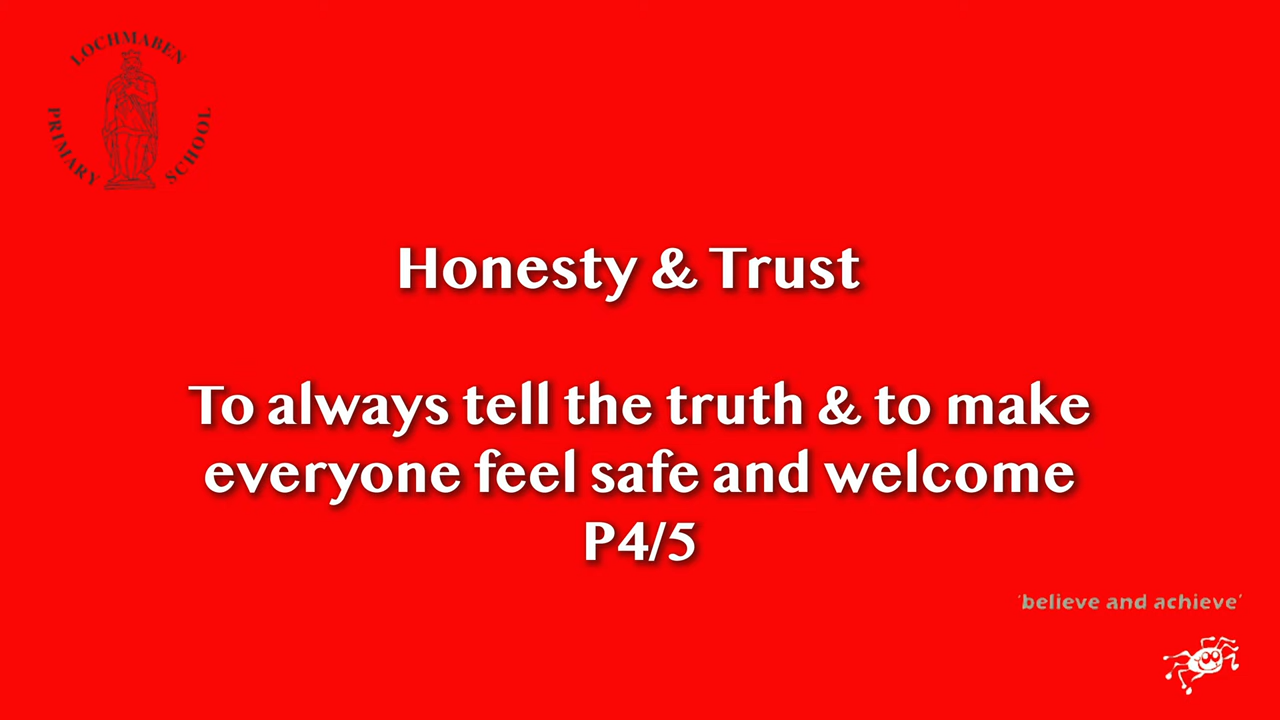 LOCHMABEN
PRIMARY SCHOOL
Honesty & Trust
To always tell the truth & to make
everyone feel safe and welcome
P4/5
'believe and achieve'